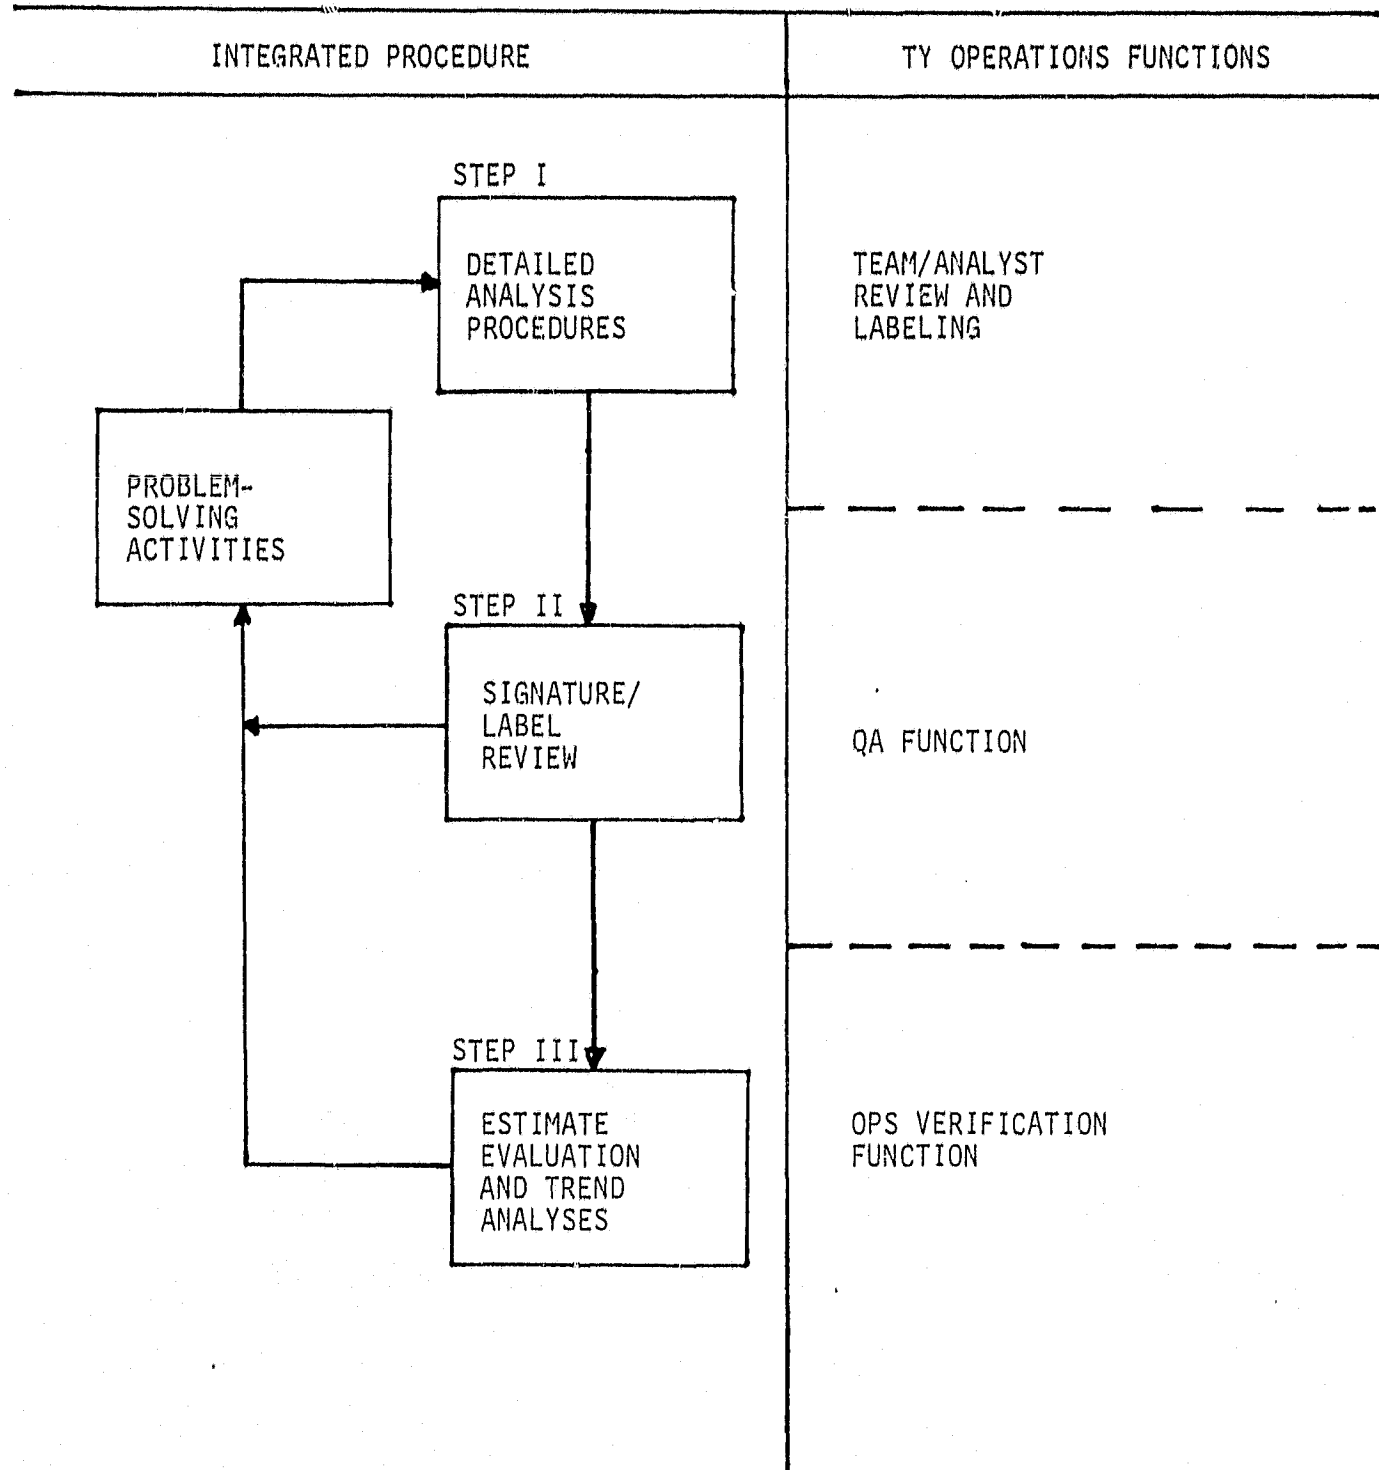 INTEGRATED PROCEDURE
TY OPERATIONS FUNCTIONS
STEP I
DETAILED
ANALYSIS
PROCEDURES
TEAM/ANALYST
REVIEW AND
LABELING
PROBLEM-
SOLVING
ACTIVITIES
STEP II
SIGNATURE/
LABEL
REVIEW
QA FUNCTION
STEP III
ESTIMATE
EVALUATION
AND TREND
ANALYSES
OPS VERIFICATION
FUNCTION